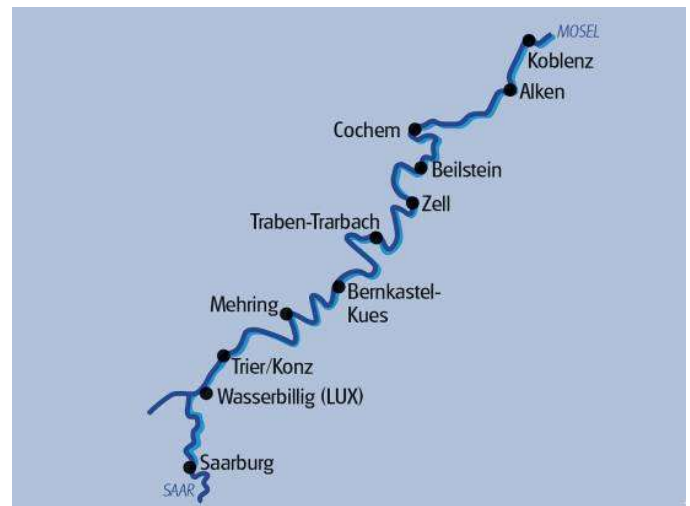 MOSEL
Koblenz
Alken
Cochem
Beilstein
Zell
Traben-Trarbach
Bernkastel-
Kues
Mehring
Trier/Konz
Wasserbillig (LUX)
Saarburg
SAAR